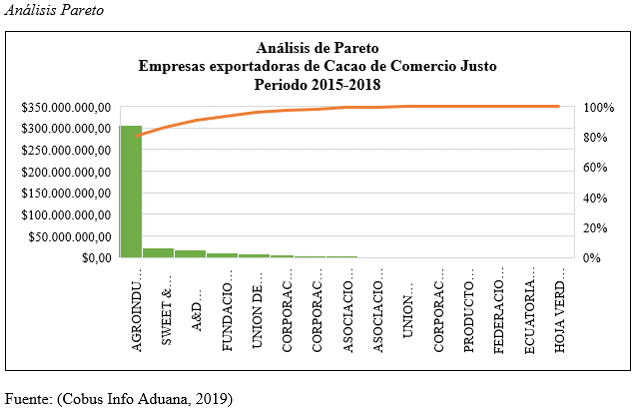 Análisis Pareto
Análisis de Pareto
Empresas exportadoras de Cacao de Comercio Justo
Periodo 2015-2018
$350.000.000,00
$300.000.000,00
$250.000.000,00
$200.000.000,00
$150.000.000,00
$100.000.000,00
$50.000.000,00
$0,00
100%
80%
60%
40%
20%
0%
AGROINDU…
SWEET &…
A&D…
FUNDACIO…
UNION DE…
CORPORAC…
CORPORAC…
ASOCIACIO…
ASOCIACIO…
UNION…
CORPORAC…
PRODUCTO…
FEDERACIO…
ECUATORIA…
HOJA VERD…
Fuente: (Cobus Info Aduana, 2019)